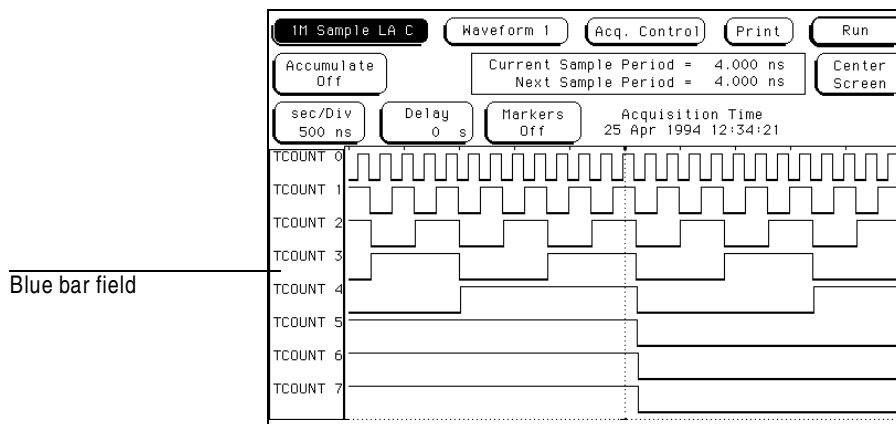 1M Sample LA C
Waveform 1
Acq. Control
Print
Run
Accumulate
Off
Current Sample Period = 4.000 ns
Next Sample Period = 4.000 ns
Center
Screen
sec/Div
500 ns
Delay
0 s
Markers
Off
Acquisition Time
25 Apr 1994 12:34:21
TCOUNT 0
TCOUNT 1
TCOUNT 2
TCOUNT 3
TCOUNT 4
TCOUNT 5
TCOUNT 6
TCOUNT 7
Blue bar field